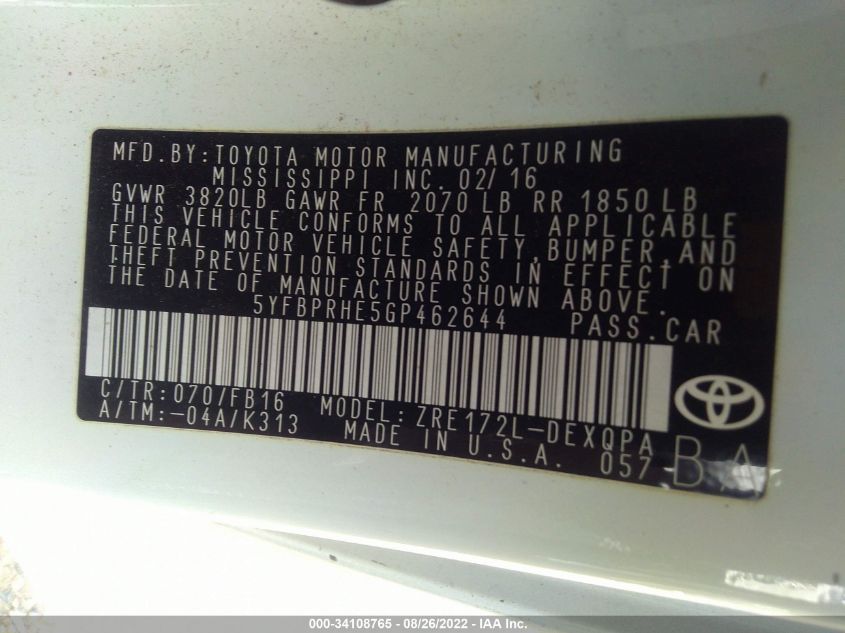 MFD.BY:TOYOTA MOTOR MANUFACTURING
MISSISSIPPI INC. 02/16
GVWR 3820LB GAWR FR 2070 LB RR 1850 LB
THIS VEHICLE CONFORMS TO ALL APPLICABLE
FEDERAL MOTOR VEHICLE SAFETY,BUMPER,AND
THEFT PREVENTION STANDARDS IN EFFECT ON
THE DATE OF MANUFACTURE SHOWN ABOVE.
5YFBPRHE5GP462644 PASS.CAR
C/TR:070/FB16 MODEL:ZRE172L-DEXQPA
A/TM:-04A/K313 MADE IN U.S.A. 057 BA
000-34108765 - 08/26/2022 - IAA Inc.